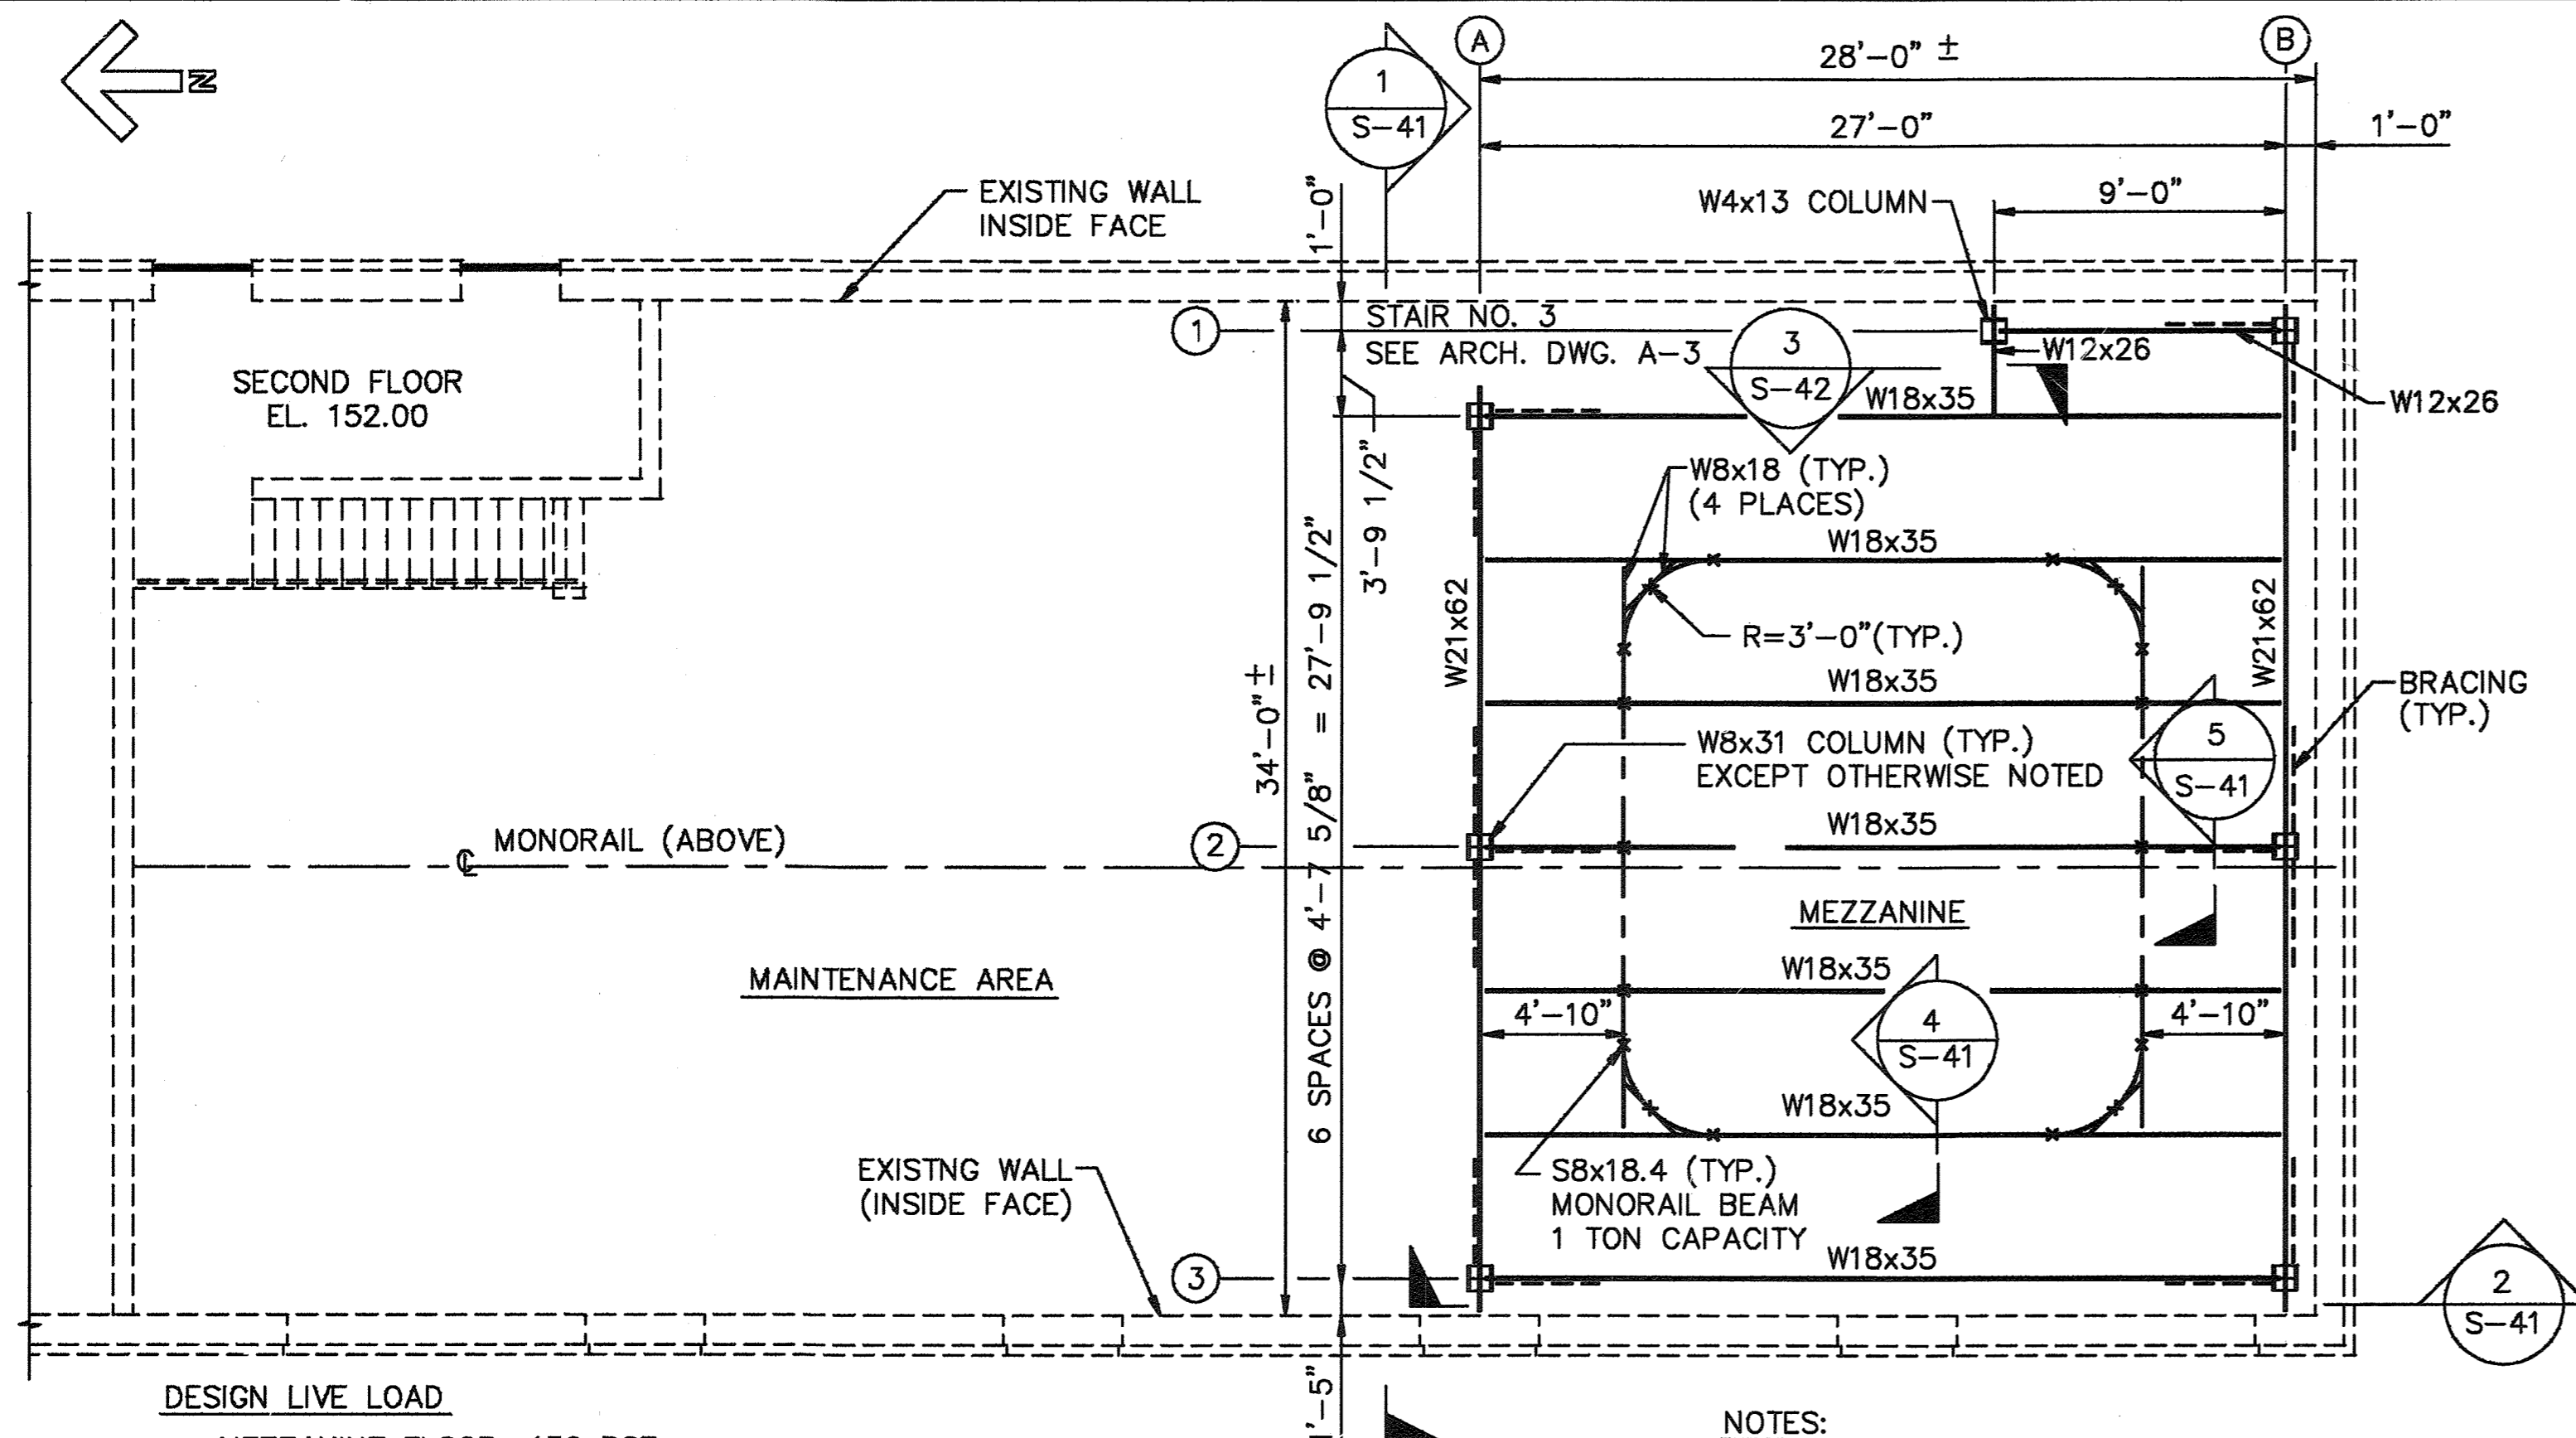 N
1
S-41
A
B
28'-0" ±
27'-0"
1'-0"
9'-0"
W4x13 COLUMN
EXISTING WALL
INSIDE FACE
1'-0"
1
STAIR NO. 3
SEE ARCH. DWG. A-3
3
S-42
W12x26
W12x26
W18x35
SECOND FLOOR
EL. 152.00
3'-9 1/2"
W8x18 (TYP.)
(4 PLACES)
W18x35
W21x62
W21x62
R=3'-0"(TYP.)
W18x35
34'-0"±
6 SPACES @ 4'-7 5/8" = 27'-9 1/2"
BRACING
(TYP.)
W8x31 COLUMN (TYP.)
EXCEPT OTHERWISE NOTED
5
S-41
W18x35
MONORAIL (ABOVE)
2
MEZZANINE
MAINTENANCE AREA
W18x35
4'-10"
4
S-41
4'-10"
W18x35
EXISTNG WALL
(INSIDE FACE)
S8x18.4 (TYP.)
MONORAIL BEAM
1 TON CAPACITY
W18x35
3
2
S-41
DESIGN LIVE LOAD
1'-5"
NOTES: